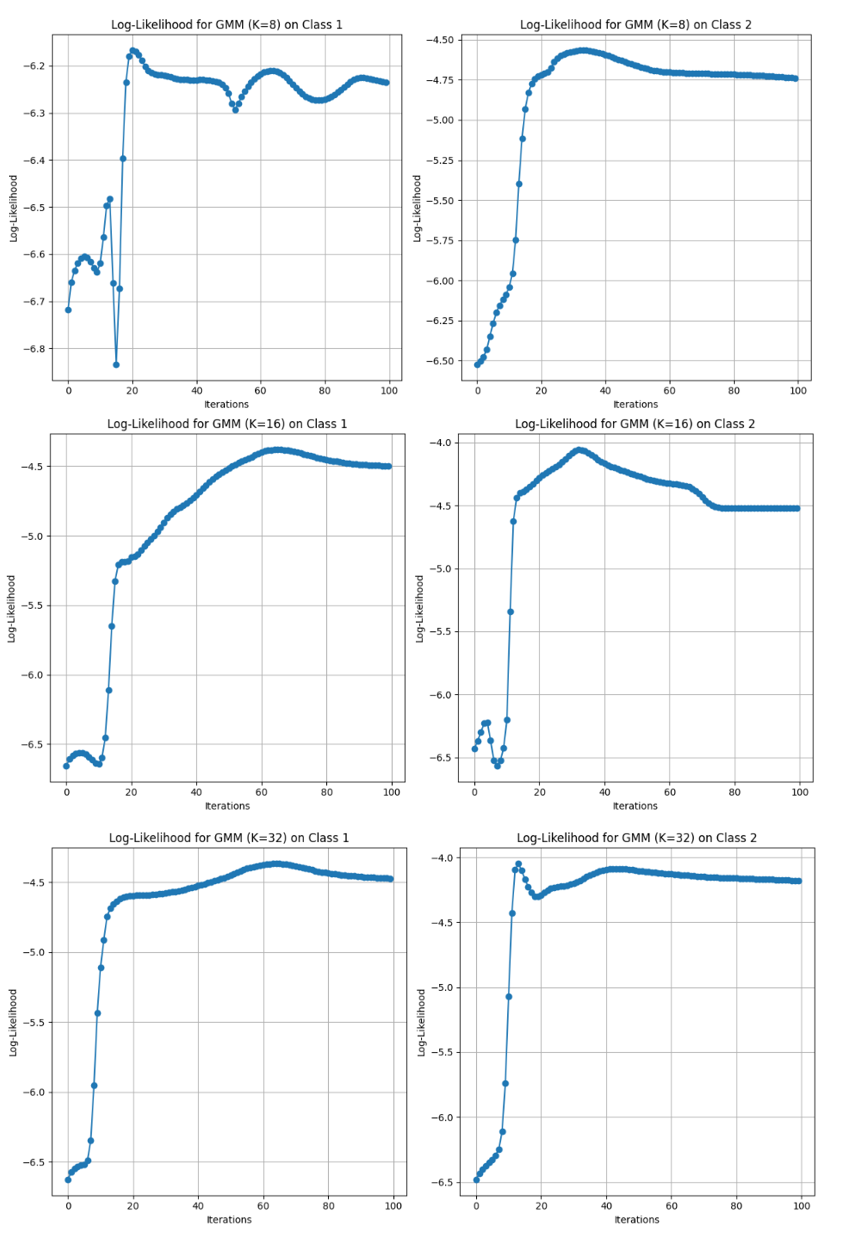 Log-Likelihood for GMM (K=8) on Class 1
−6.2
−6.3
−6.4
−6.5
−6.6
−6.7
−6.8
Log-Likelihood
0 20 40 60 80 100
Iterations
Log-Likelihood for GMM (K=8) on Class 2
−4.50
−4.75
−5.00
−5.25
−5.50
−5.75
−6.00
−6.25
−6.50
Log-Likelihood
0 20 40 60 80 100
Iterations
Log-Likelihood for GMM (K=16) on Class 1
−4.5
−5.0
−5.5
−6.0
−6.5
Log-Likelihood
0 20 40 60 80 100
Iterations
Log-Likelihood for GMM (K=16) on Class 2
−4.0
−4.5
−5.0
−5.5
−6.0
−6.5
Log-Likelihood
0 20 40 60 80 100
Iterations
Log-Likelihood for GMM (K=32) on Class 1
−4.5
−5.0
−5.5
−6.0
−6.5
Log-Likelihood
0 20 40 60 80 100
Iterations
Log-Likelihood for GMM (K=32) on Class 2
−4.0
−4.5
−5.0
−5.5
−6.0
−6.5
Log-Likelihood
0 20 40 60 80 100
Iterations